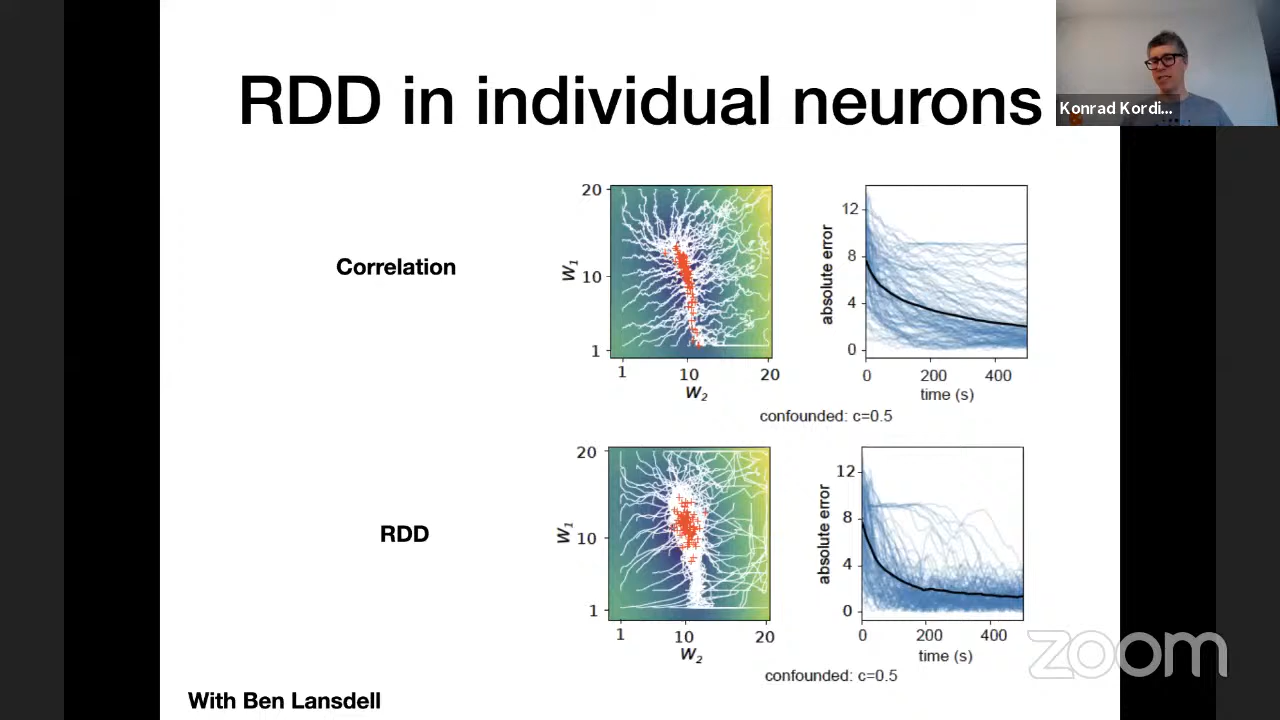 RDD in individual neurons
Konrad Kordi...
Correlation
20
10
1
W1
1
10
20
W2
12
8
4
0
absolute error
0
200
400
time (s)
confounded: c=0.5
RDD
20
10
1
W1
1
10
20
W2
12
8
4
0
absolute error
0
200
400
time (s)
confounded: c=0.5
zoom
With Ben Lansdell